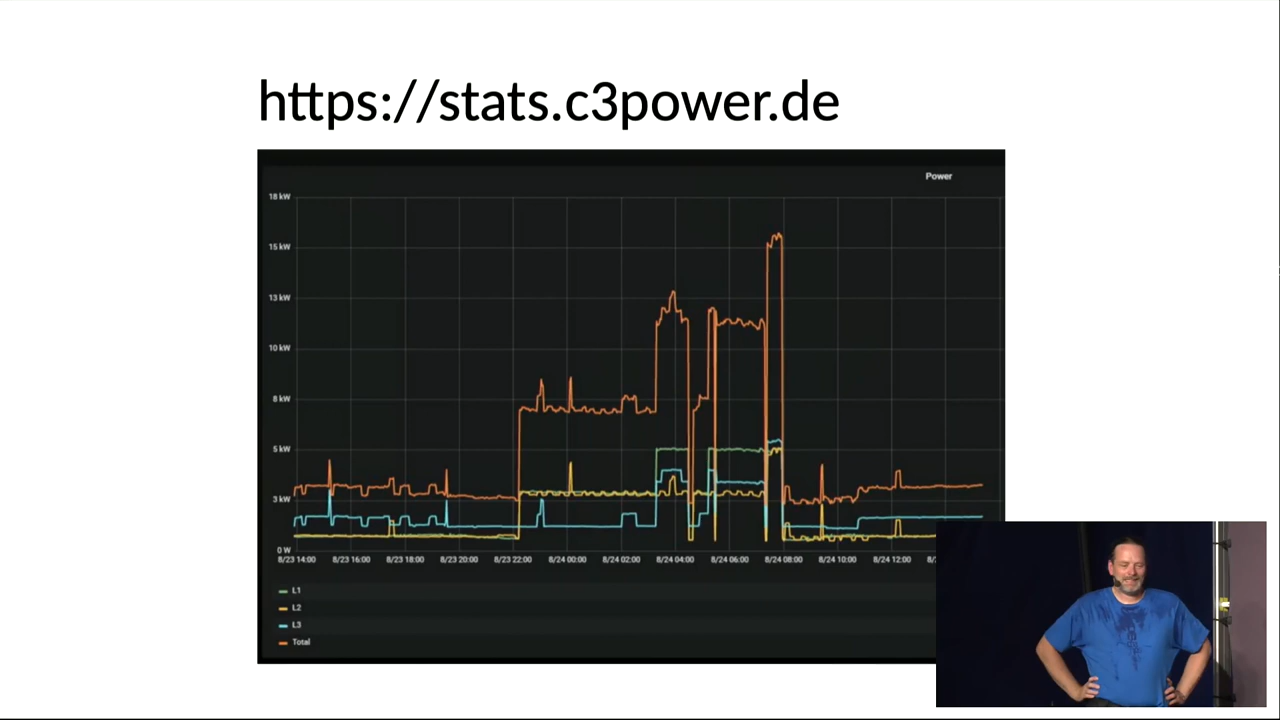 https://stats.c3power.de
Power
18 kW
15 kW
13 kW
10 kW
8 kW
5 kW
3 kW
0 W
8/23 14:00 8/23 16:00 8/23 18:00 8/23 20:00 8/23 22:00 8/24 00:00 8/24 02:00 8/24 04:00 8/24 06:00 8/24 08:00 8/24 10:00 8/24 12:00
L1
L2
L3
Total